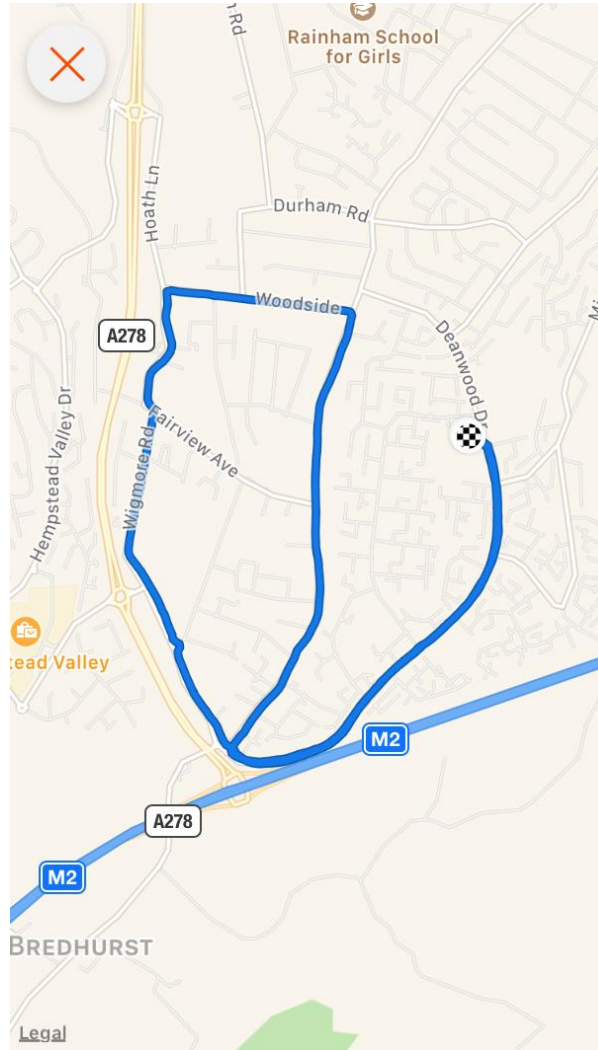 h Rd
Rainham School
for Girls
Hoath Ln
Durham Rd
Woodside
A278
Deanwood Dr
Mi
Hempstead Valley Dr
Fairview Ave
Wigmore Rd
tead Valley
M2
A278
M2
BREDHURST
Legal